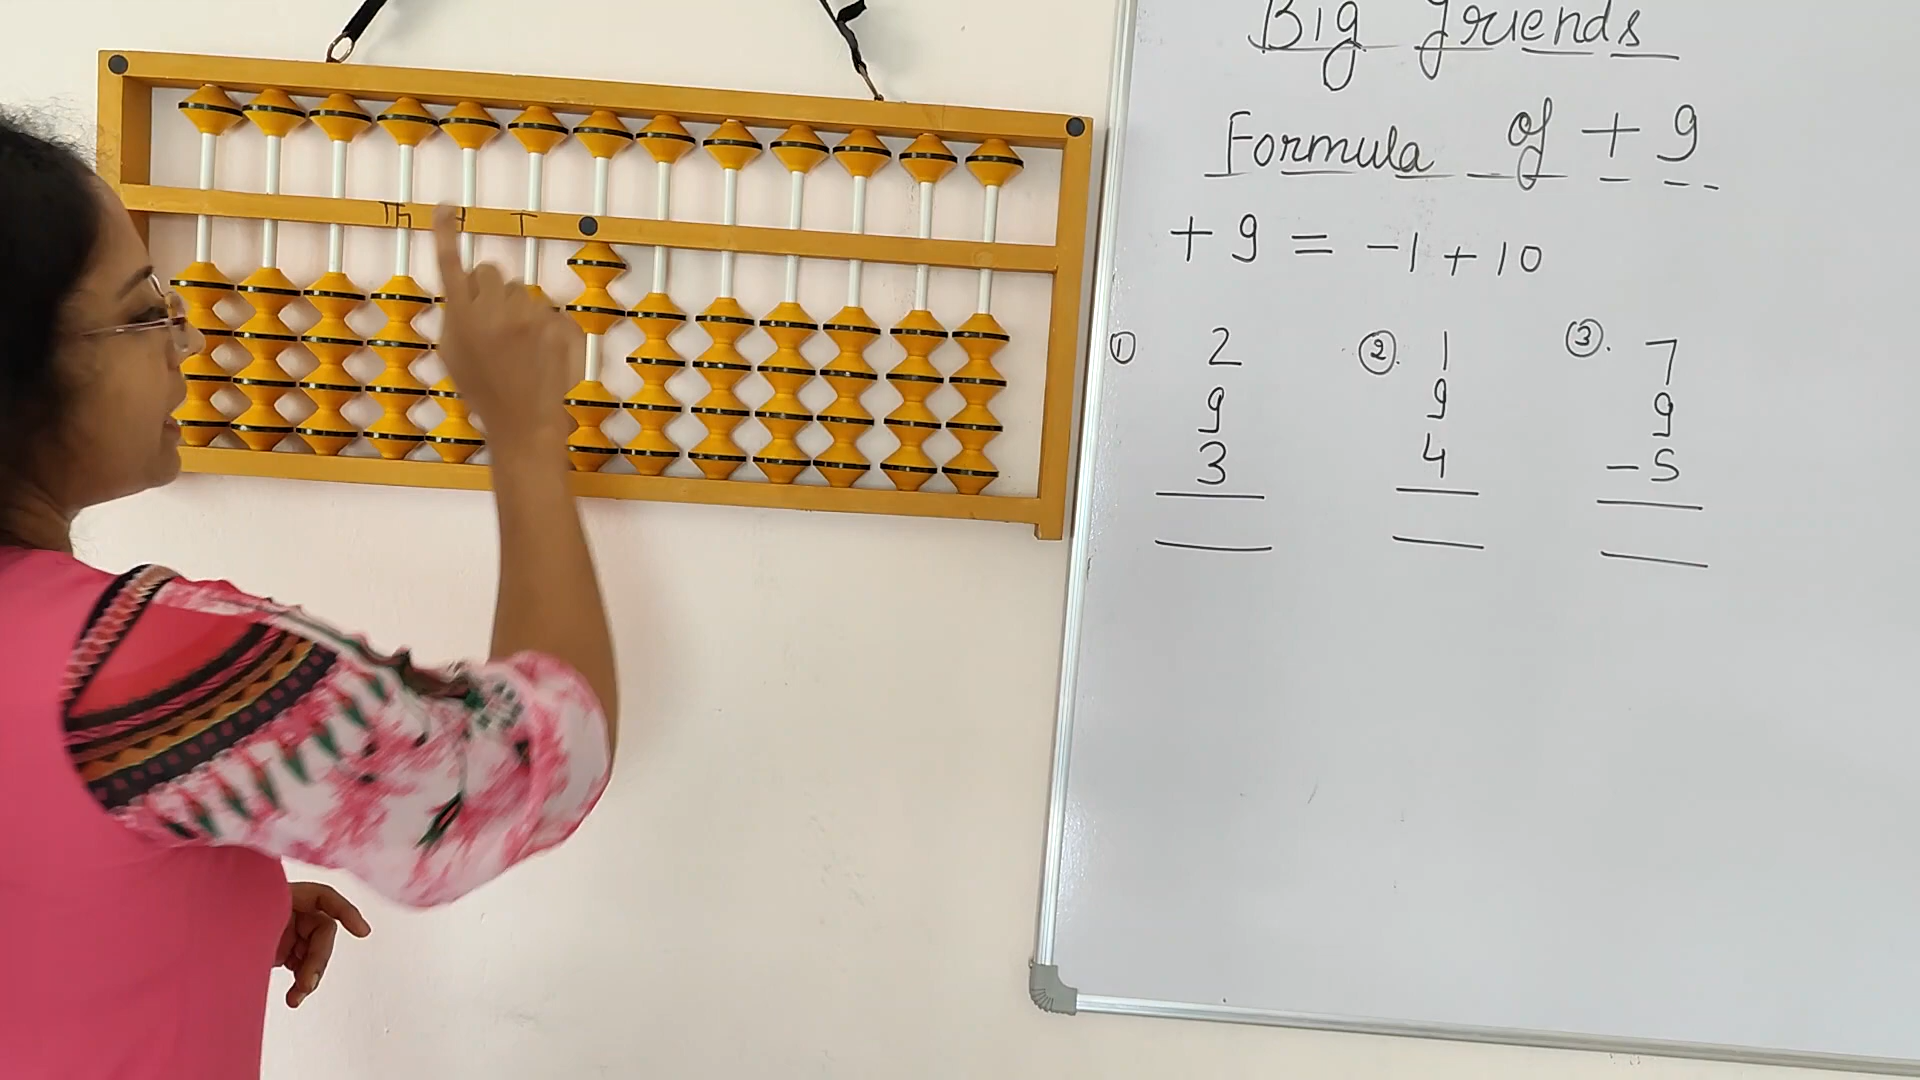 Big friends
Formula of + 9
+ 9 = -1 + 10
① 2 ②. 1 ③. 7
9 9 9
3 4 -5
Th H T